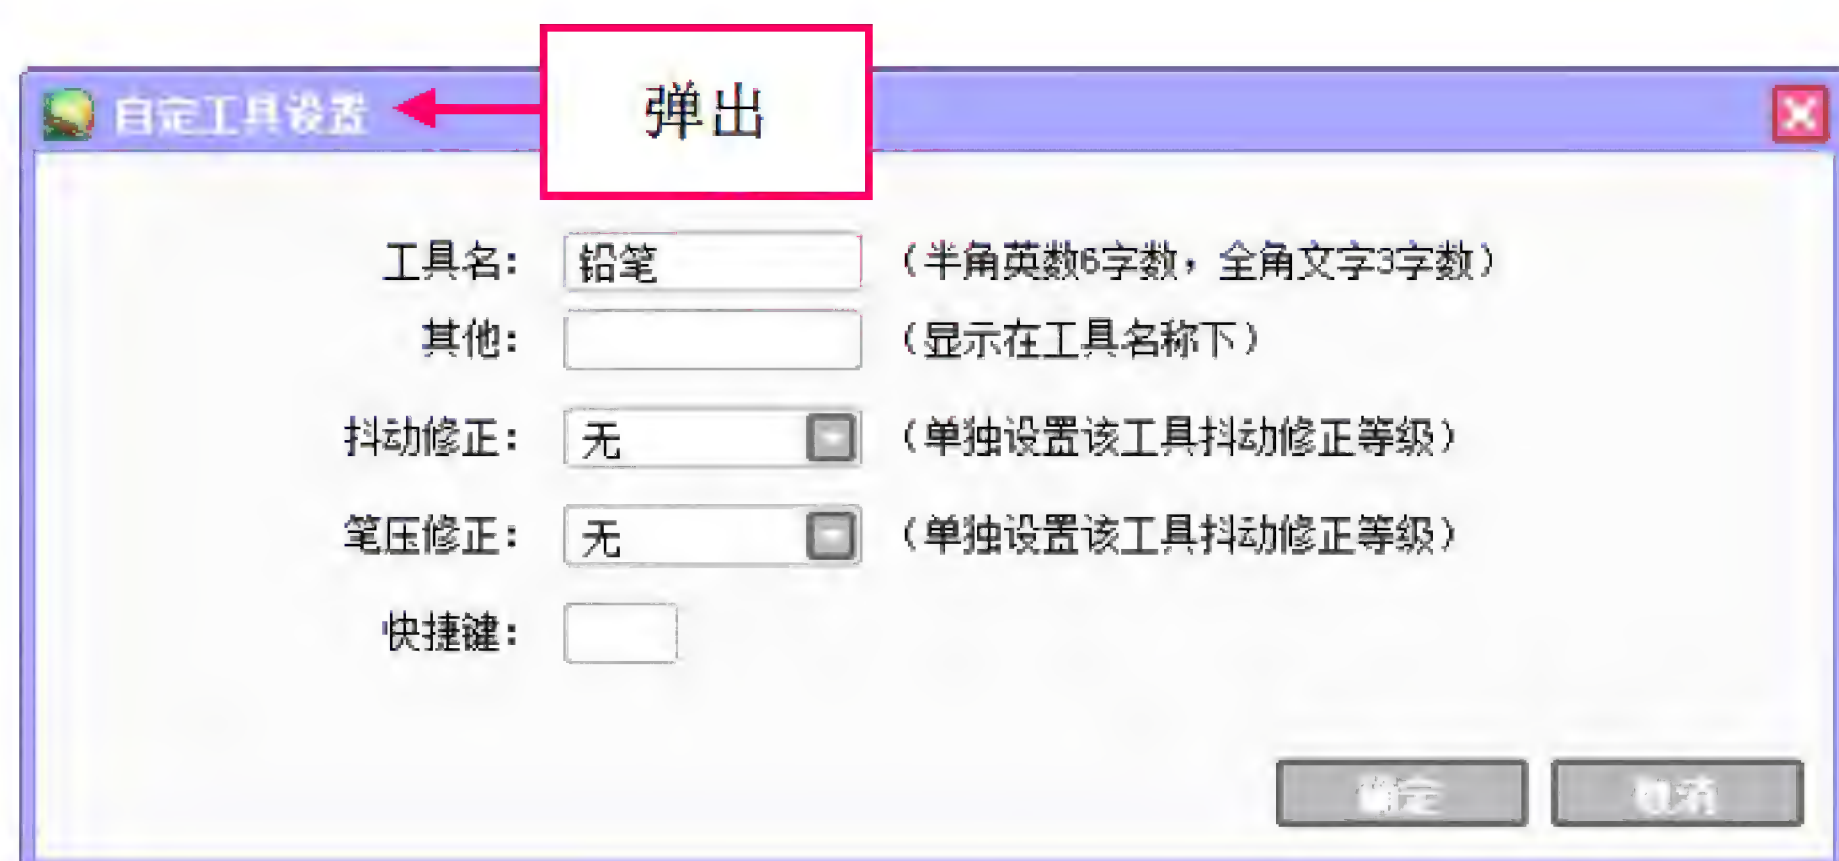 自定工具设置
弹出
工具名： 铅笔 （半角英数6字数，全角文字3字数）
其他： （显示在工具名称下）
抖动修正： 无 （单独设置该工具抖动修正等级）
笔压修正： 无 （单独设置该工具抖动修正等级）
快捷键：
确定 取消